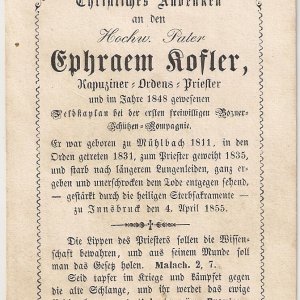 Christliches Andenken
an den
Hochw. Pater
Ephraem Kofler,
Kapuziner-Ordens-Priester
und im Jahre 1848 gewesenen
Feldkaplan bei der ersten freiwilligen Bozner-
Schützen-Kompagnie.
Er war geboren zu Mühlbach 1811, in den
Orden getreten 1831, zum Priester geweiht 1835,
und starb nach längerem Lungenleiden, ganz er-
geben und unerschrocken dem Tode entgegen sehend,
— gestärkt durch die heiligen Sterbsakramente —
zu Innsbruck den 4. April 1855.
Die Lippen des Priesters sollen die Wissen-
schaft bewahren, und aus seinem Munde soll
man das Gesetz holen. Malach. 2, 7.
Seid tapfer im Kriege und kämpfet gegen
die alte Schlange, und ihr werdet das ewige